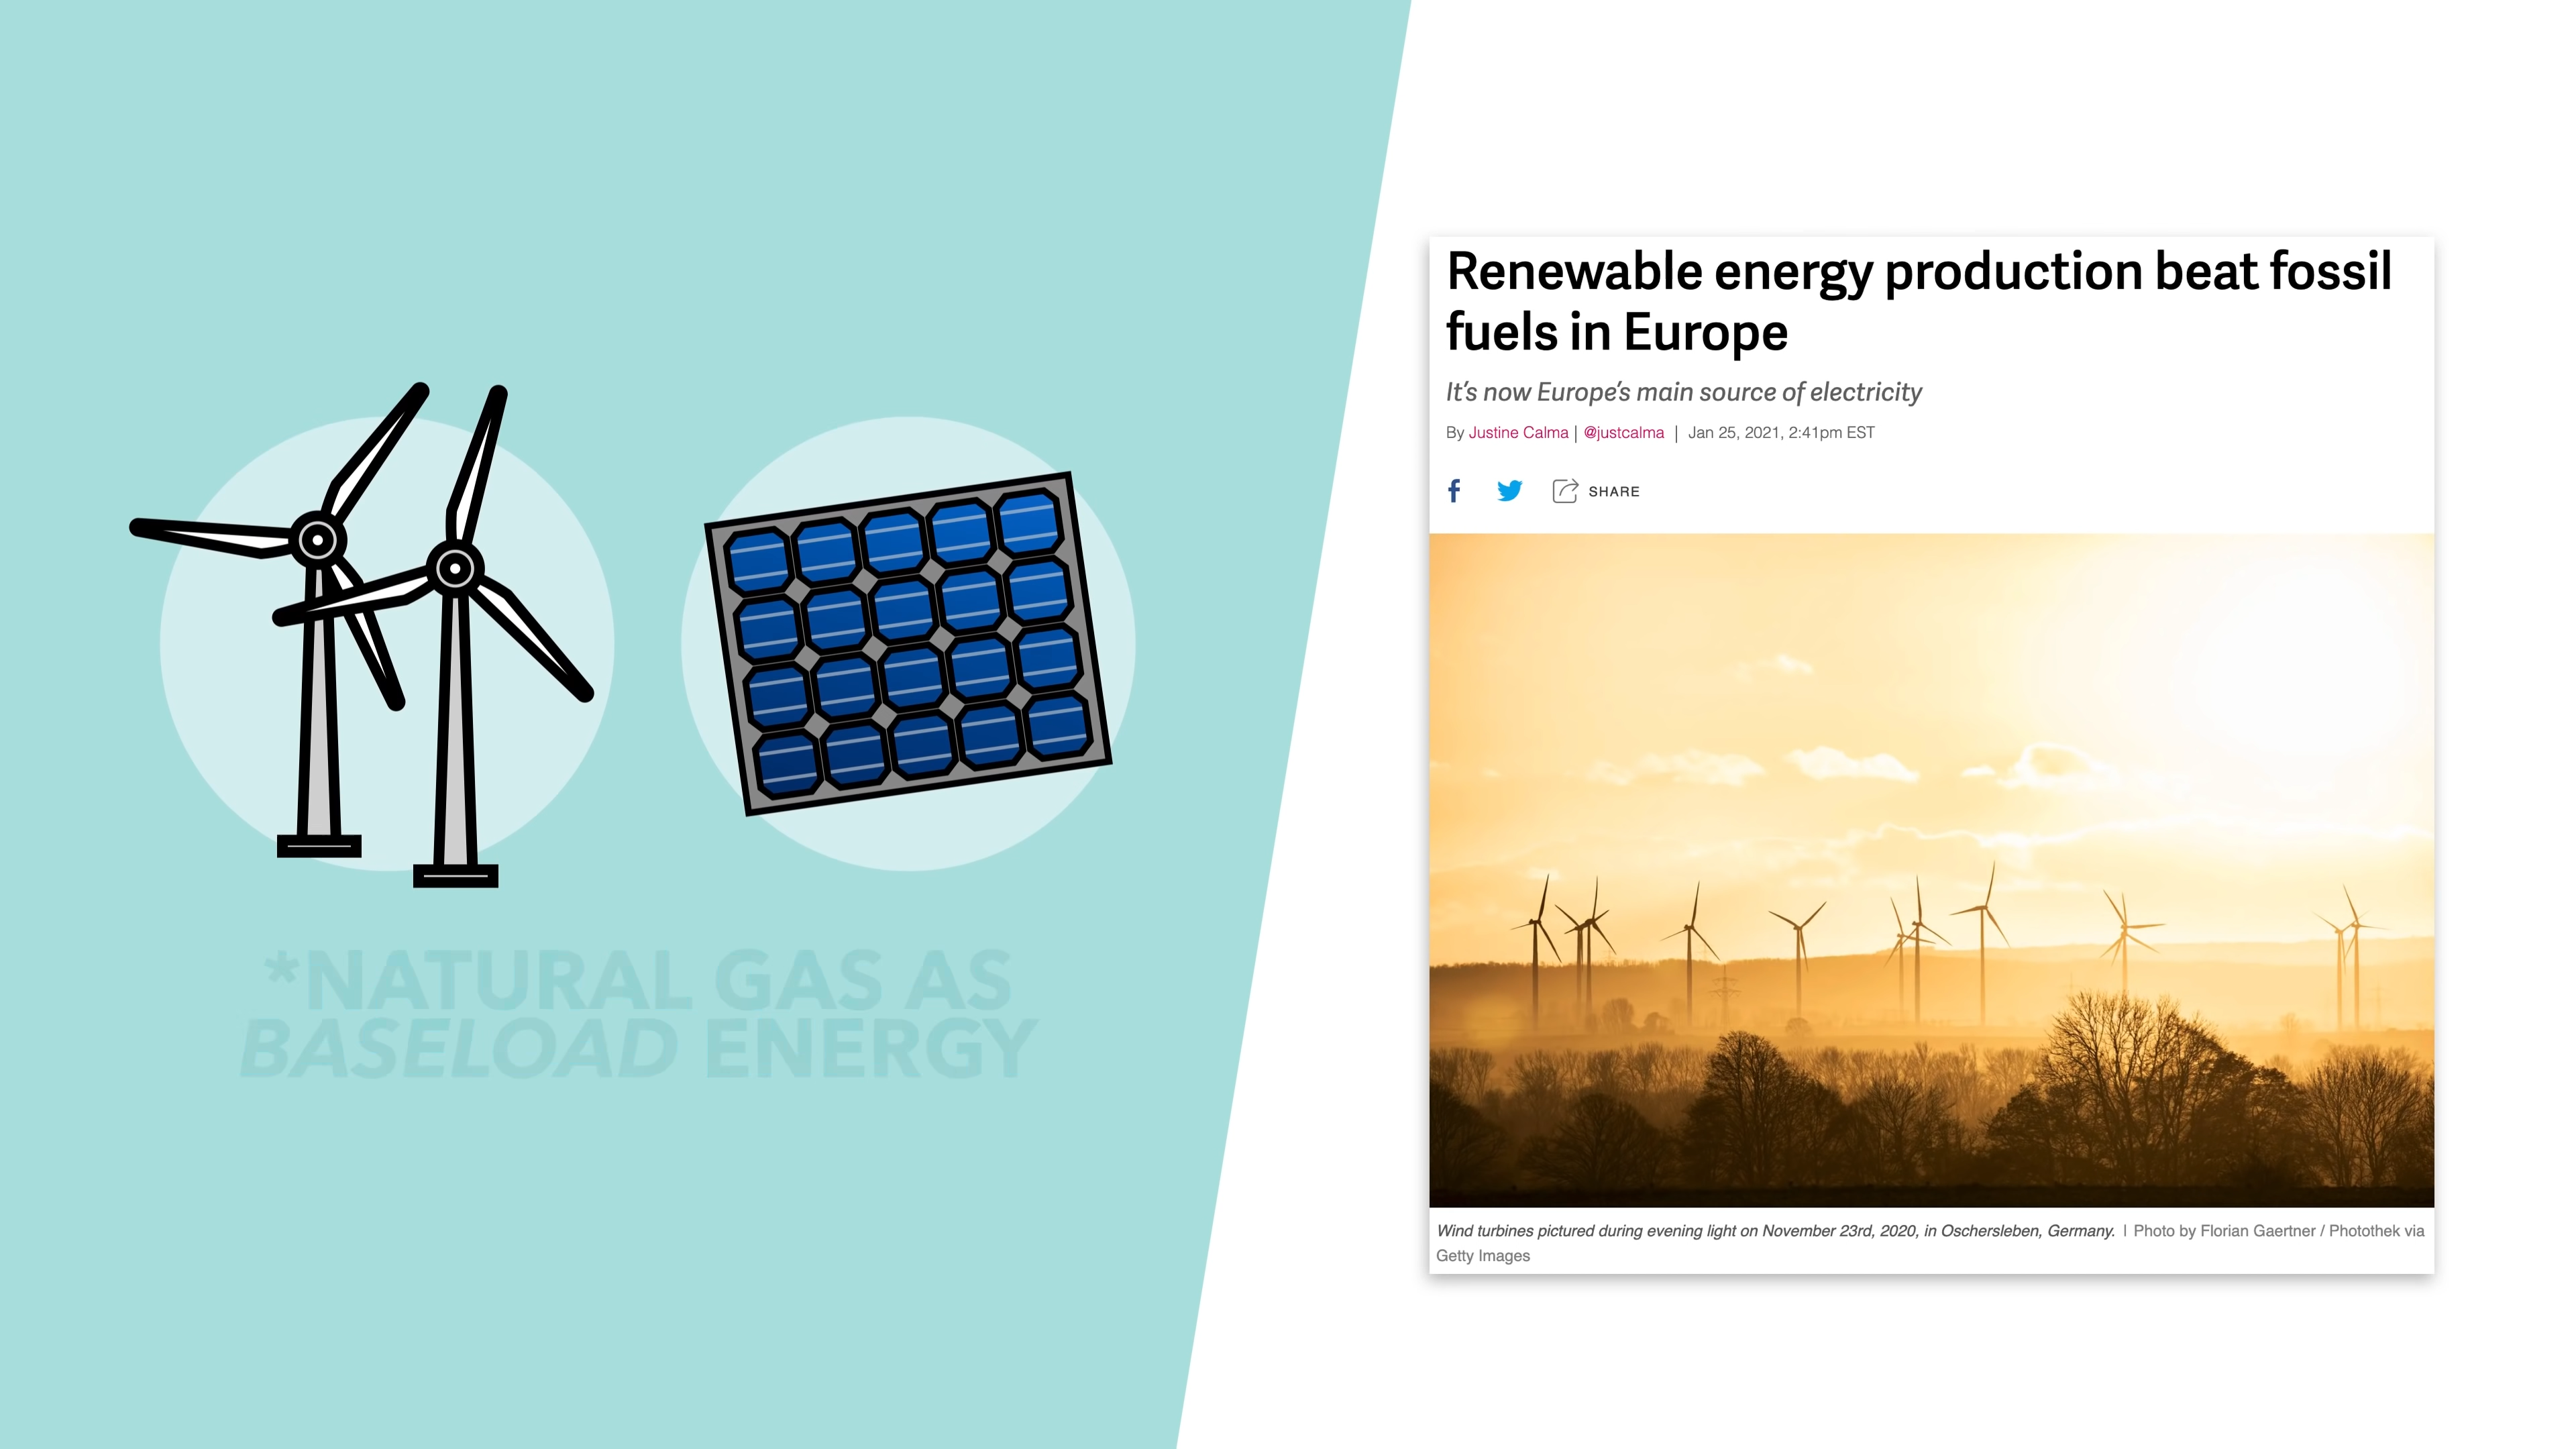 *NATURAL GAS AS
BASELOAD ENERGY
Renewable energy production beat fossil
fuels in Europe
It's now Europe's main source of electricity
By Justine Calma | @justcalma | Jan 25, 2021, 2:41pm EST
SHARE
Wind turbines pictured during evening light on November 23rd, 2020, in Oschersleben, Germany. | Photo by Florian Gaertner / Photothek via
Getty Images